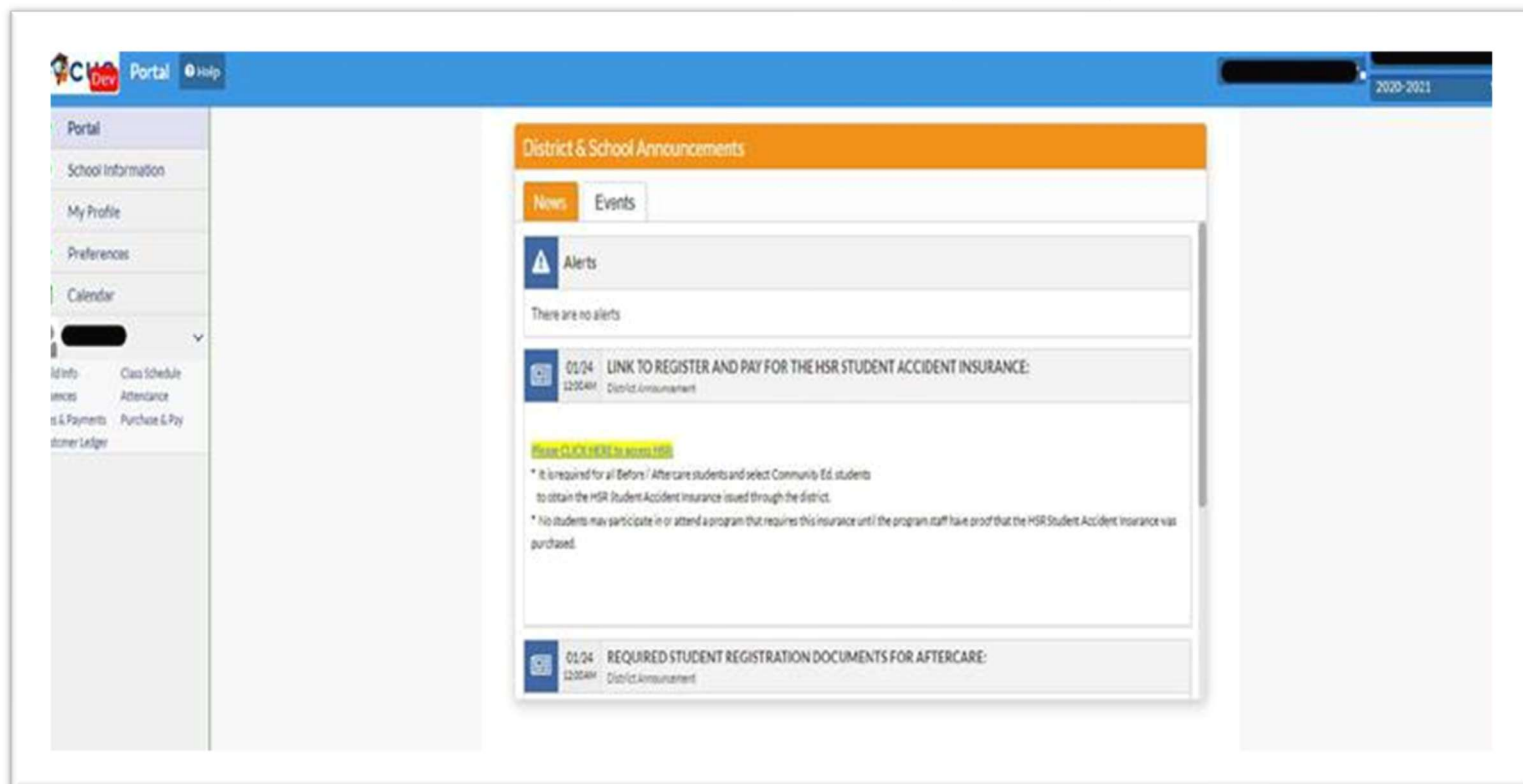 Dev Portal Help
2020-2021
Portal
School Information
My Profile
Preferences
Calendar
Class Schedule
Attendance
& Payments Purchase & Pay
Ledger
District & School Announcements
News Events
Alerts
There are no alerts
01/24 LINK TO REGISTER AND PAY FOR THE HSR STUDENT ACCIDENT INSURANCE:
12:00AM District Announcement
Please CLICK HERE to access HSR
* It is required for all Before / After care students and select Community Ed. students
to obtain the HSR Student Accident Insurance issued through the district.
* No students may participate in or attend a program that requires this insurance until the program staff have proof that the HSR Student Accident Insurance was
purchased.
01/24 REQUIRED STUDENT REGISTRATION DOCUMENTS FOR AFTERCARE:
12:00AM District Announcement